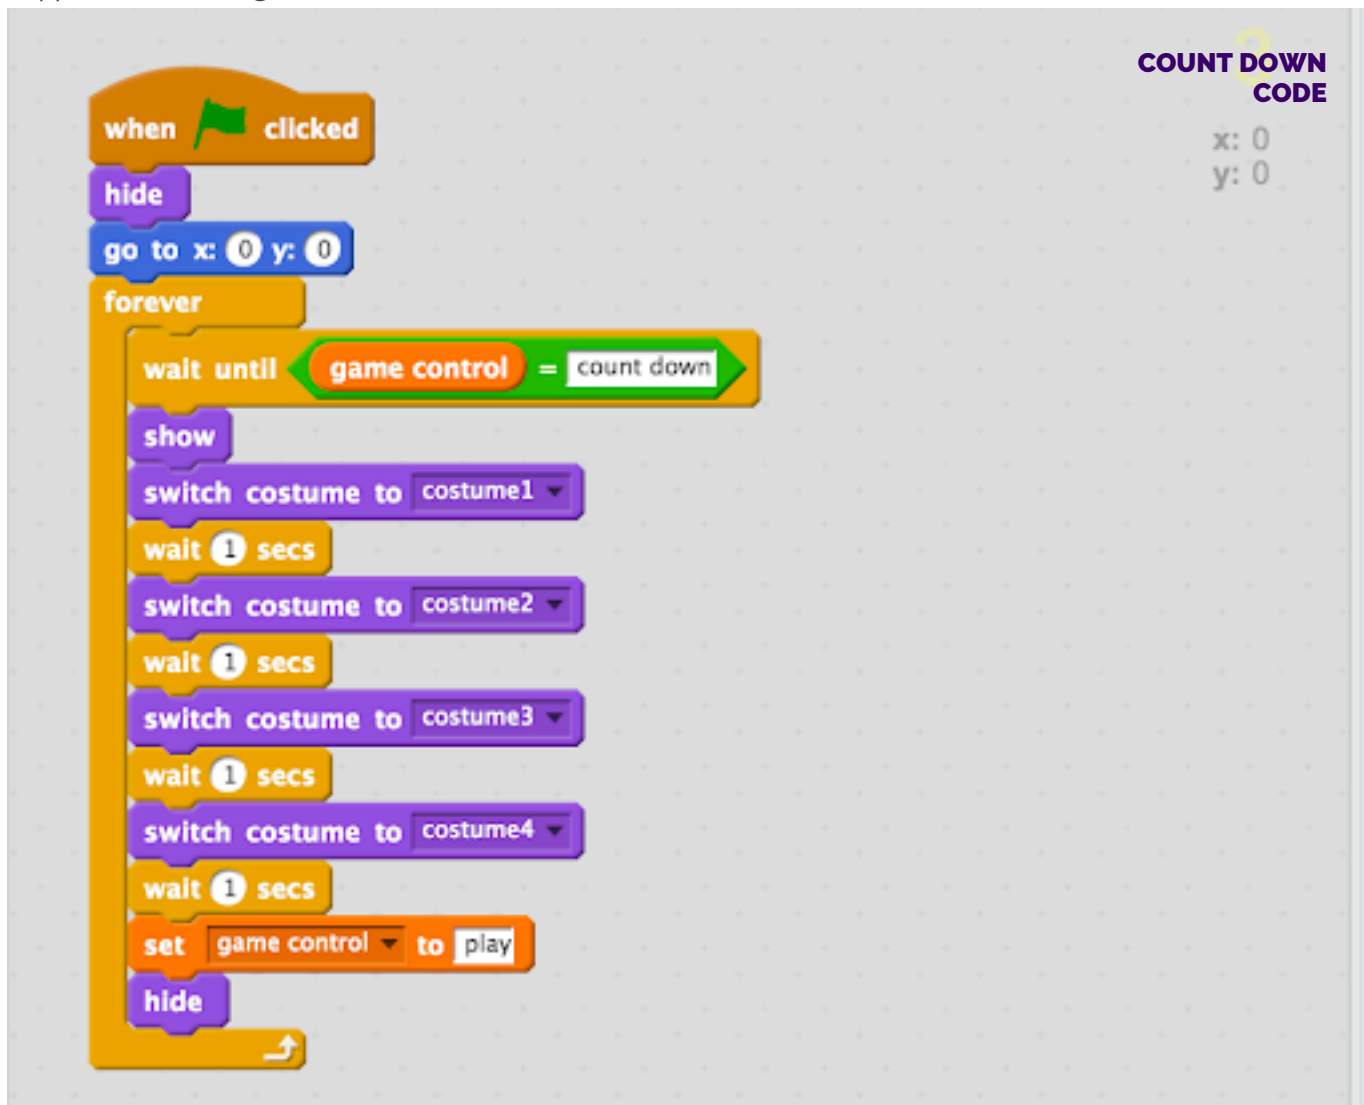 COUNT DOWN
CODE
3
x: 0
y: 0
when clicked
hide
go to x: 0 y: 0
forever
wait until game control = count down
show
switch costume to costume1
wait 1 secs
switch costume to costume2
wait 1 secs
switch costume to costume3
wait 1 secs
switch costume to costume4
wait 1 secs
set game control to play
hide